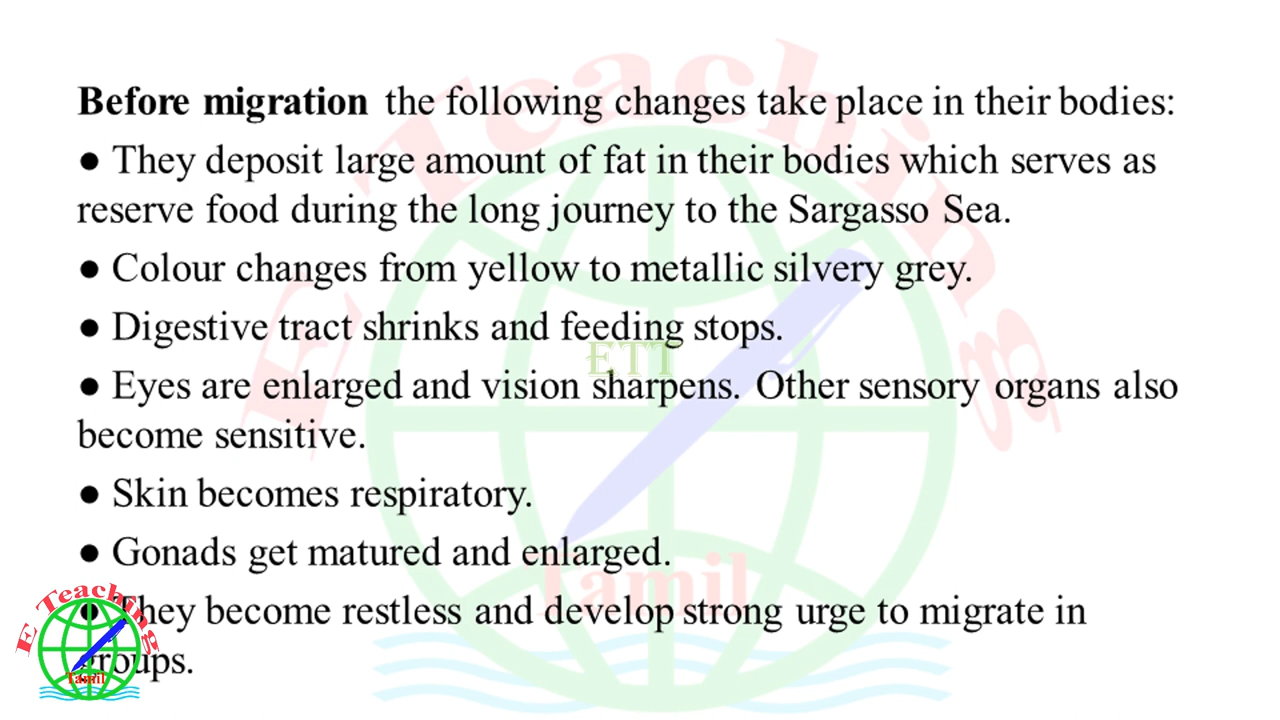 Before migration the following changes take place in their bodies:
● They deposit large amount of fat in their bodies which serves as
reserve food during the long journey to the Sargasso Sea.
● Colour changes from yellow to metallic silvery grey.
● Digestive tract shrinks and feeding stops.
● Eyes are enlarged and vision sharpens. Other sensory organs also
become sensitive.
● Skin becomes respiratory.
● Gonads get matured and enlarged.
● They become restless and develop strong urge to migrate in
groups.
E Teaching
ETT
Tamil
E Teaching
Tamil